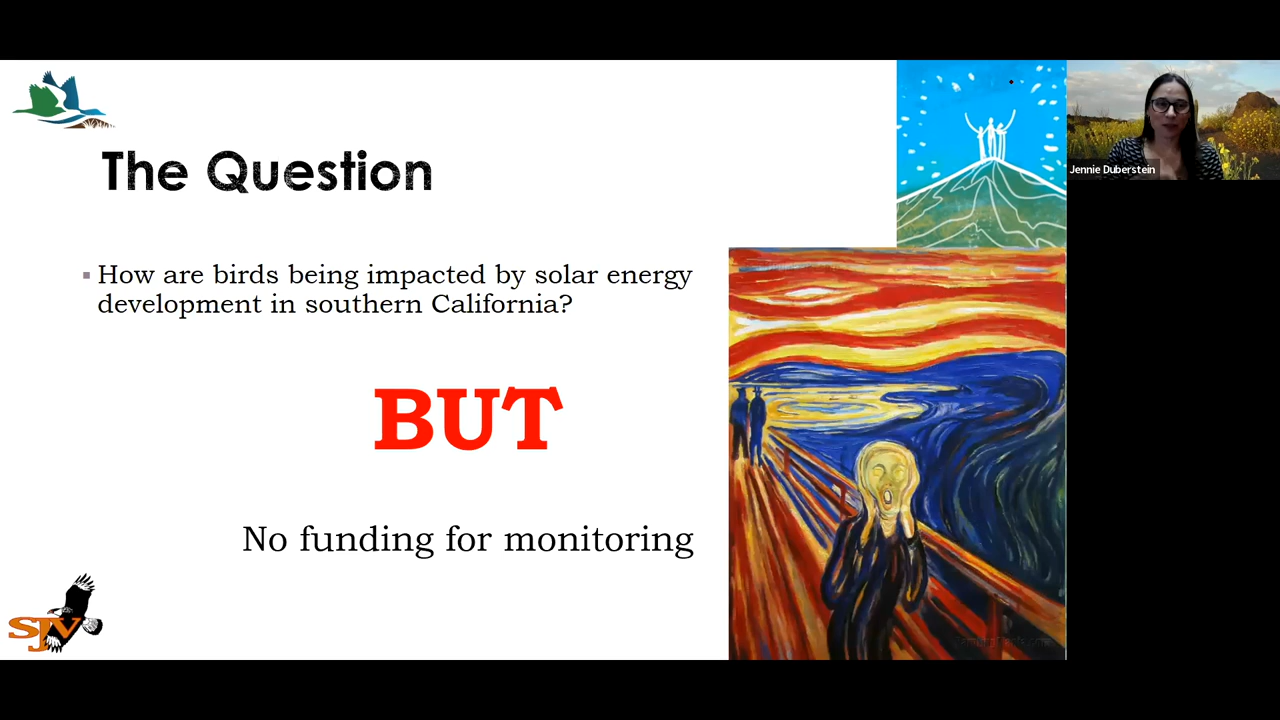 The Question
How are birds being impacted by solar energy
development in southern California?
BUT
No funding for monitoring
SJV
Jennie Duberstein